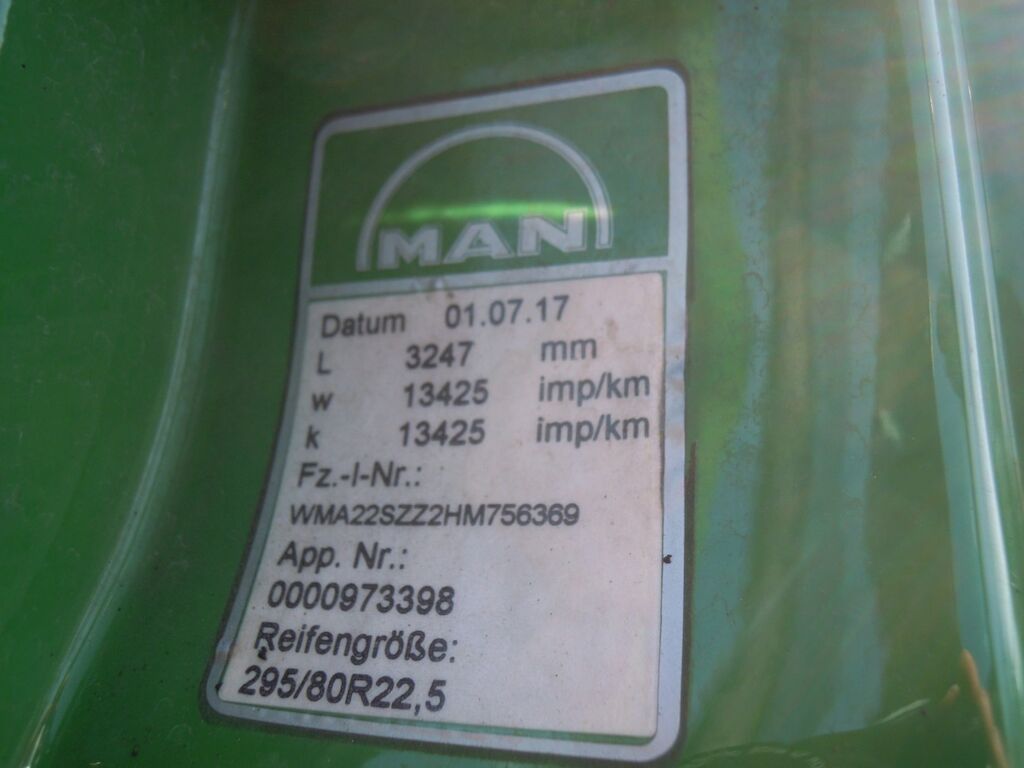 MAN
Datum 01.07.17
L 3247 mm
w 13425 imp/km
k 13425 imp/km
Fz.-I-Nr.:
WMA22SZZ2HM756369
App. Nr.:
0000973398
Reifengröße:
295/80R22,5